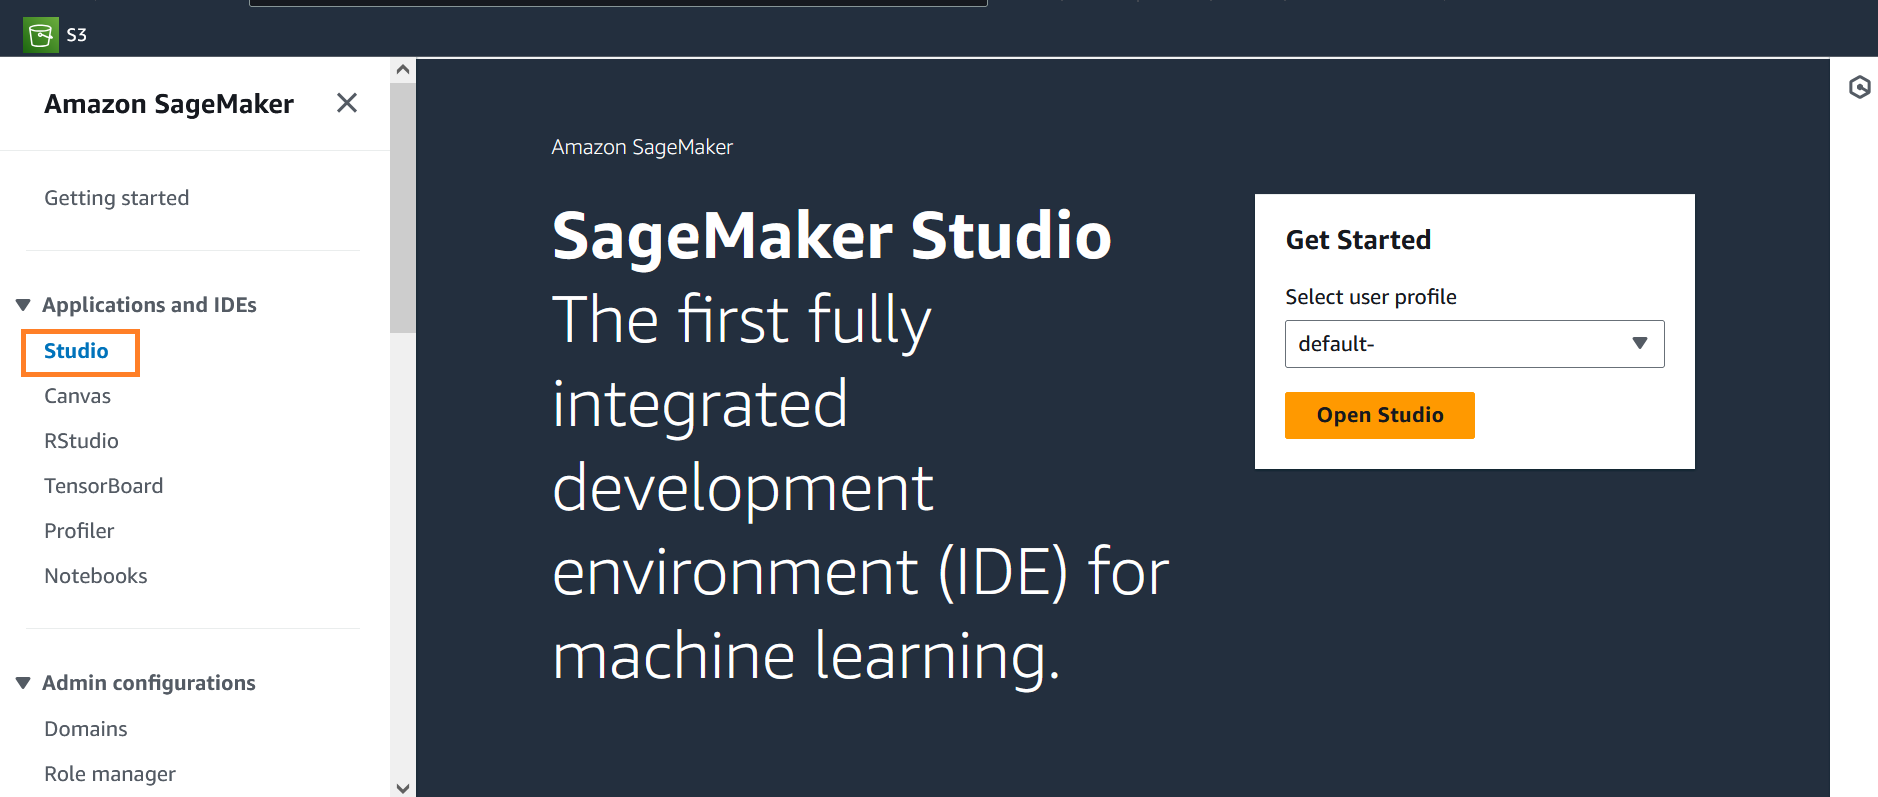 S3
Amazon SageMaker
Getting started
Applications and IDEs
Studio
Canvas
RStudio
TensorBoard
Profiler
Notebooks
Admin configurations
Domains
Role manager
Amazon SageMaker
SageMaker Studio
The first fully
integrated
development
environment (IDE) for
machine learning.
Get Started
Select user profile
default-
Open Studio